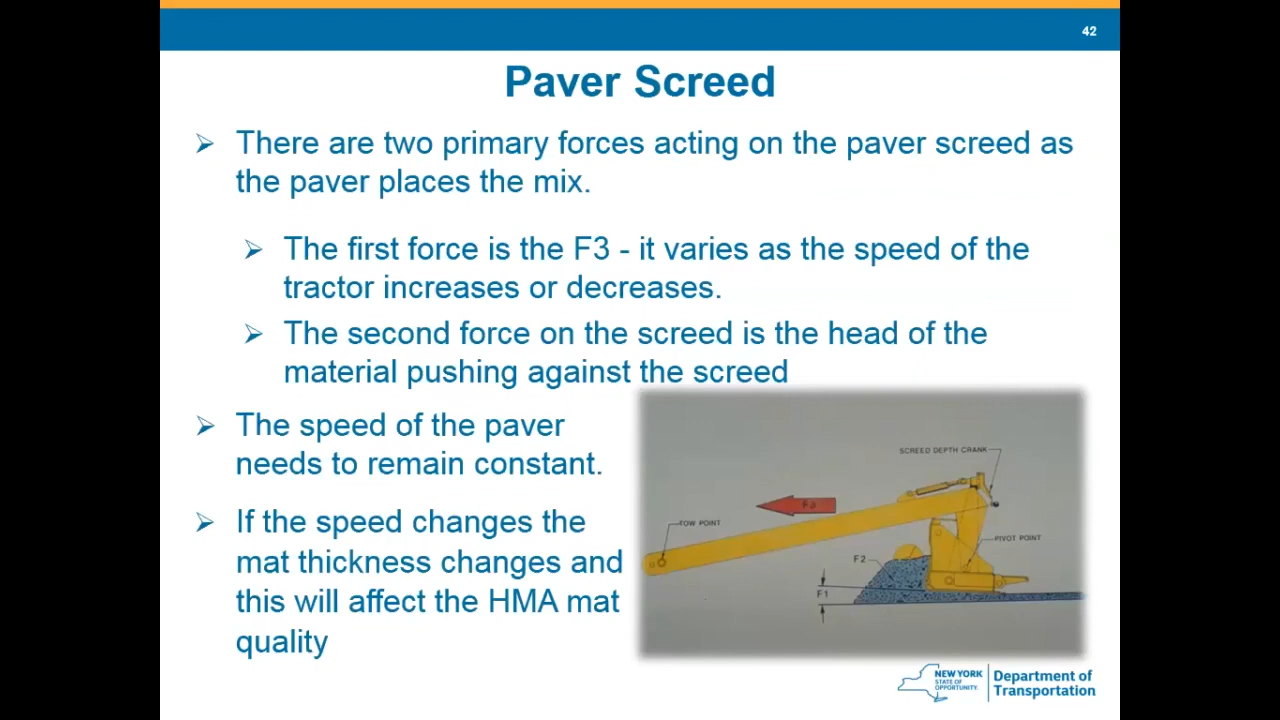 42
Paver Screed
➢ There are two primary forces acting on the paver screed as
the paver places the mix.
➢ The first force is the F3 - it varies as the speed of the
tractor increases or decreases.
➢ The second force on the screed is the head of the
material pushing against the screed
➢ The speed of the paver
needs to remain constant.
➢ If the speed changes the
mat thickness changes and
this will affect the HMA mat
quality
SCREED DEPTH CRANK
TOW POINT
PIVOT POINT
F2
F1
NEW YORK
STATE OF
OPPORTUNITY.
Department of
Transportation